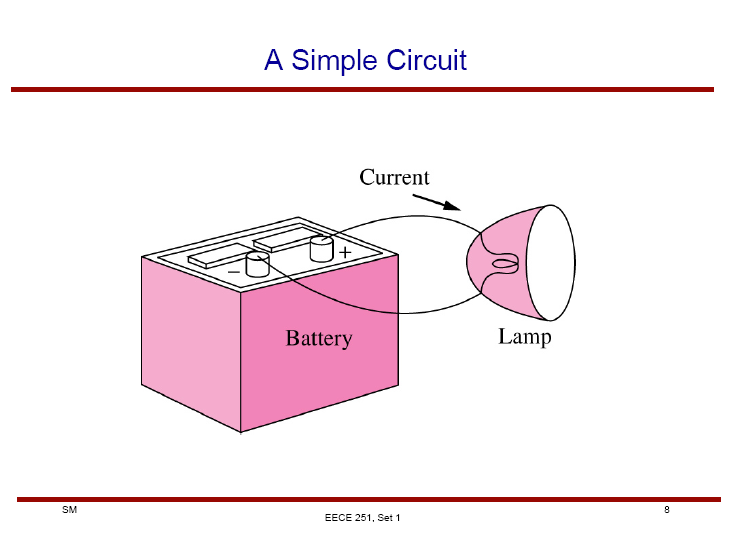 A Simple Circuit
Current
+
−
Battery
Lamp
SM
EECE 251, Set 1
8